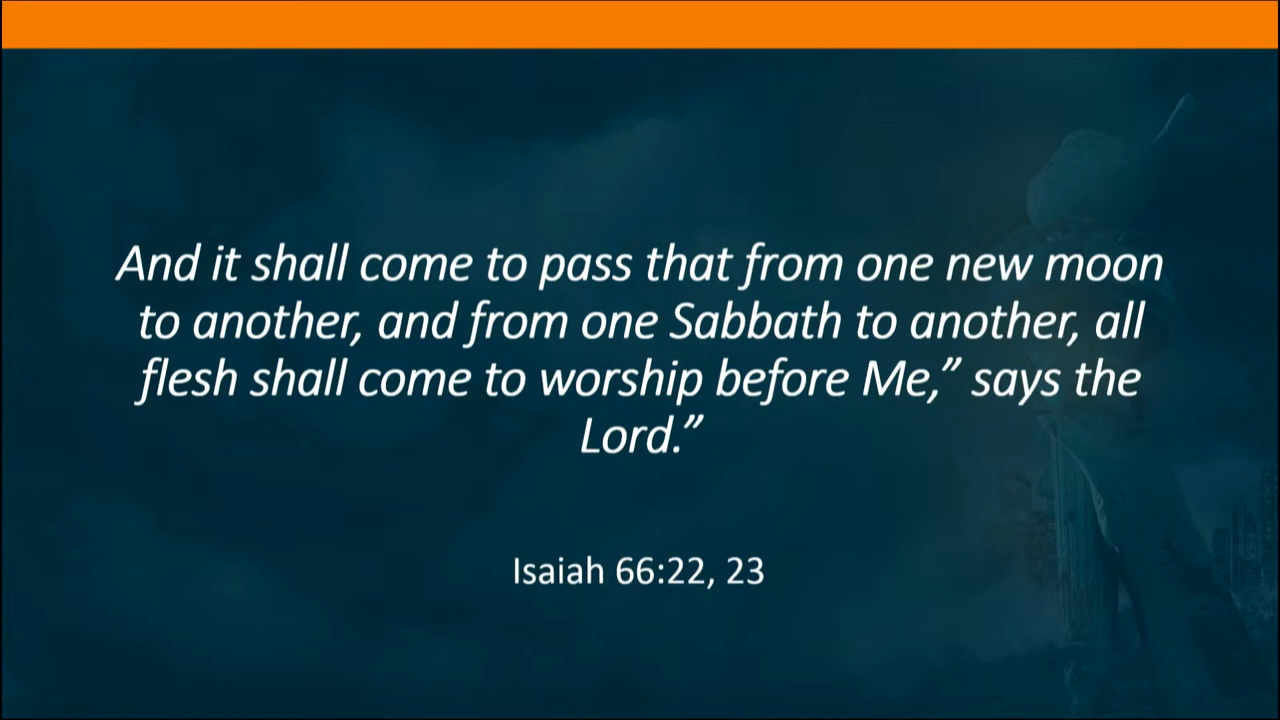 And it shall come to pass that from one new moon
to another, and from one Sabbath to another, all
flesh shall come to worship before Me,” says the
Lord.”
Isaiah 66:22, 23